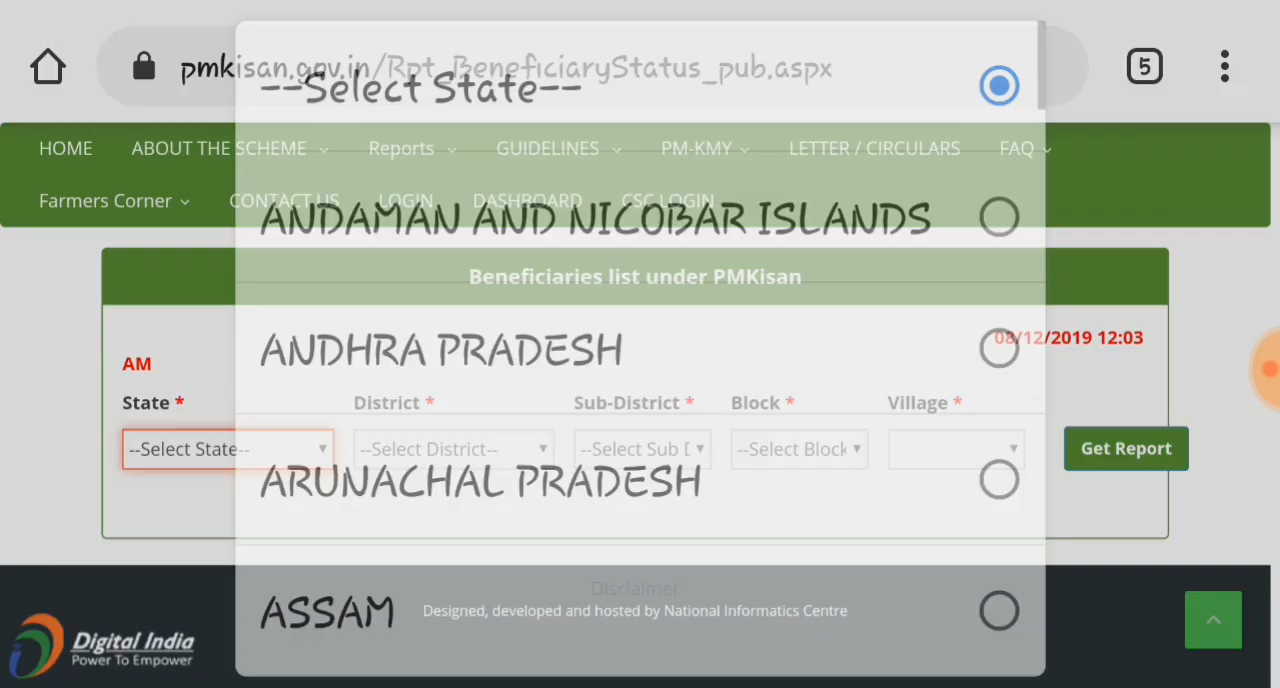 pmkisan.gov.in/Rpt_BeneficiaryStatus_pub.aspx
5
--Select State--
HOME ABOUT THE SCHEME Reports GUIDELINES PM-KMY LETTER / CIRCULARS FAQ
Farmers Corner CONTACT US LOGIN DASHBOARD CSC LOGIN
ANDAMAN AND NICOBAR ISLANDS
Beneficiaries list under PMKisan
08/12/2019 12:03
AM
ANDHRA PRADESH
State * District * Sub-District * Block * Village *
--Select State-- --Select District-- --Select Sub D --Select Block Get Report
ARUNACHAL PRADESH
Disclaimer
ASSAM
Designed, developed and hosted by National Informatics Centre
Digital India
Power To Empower